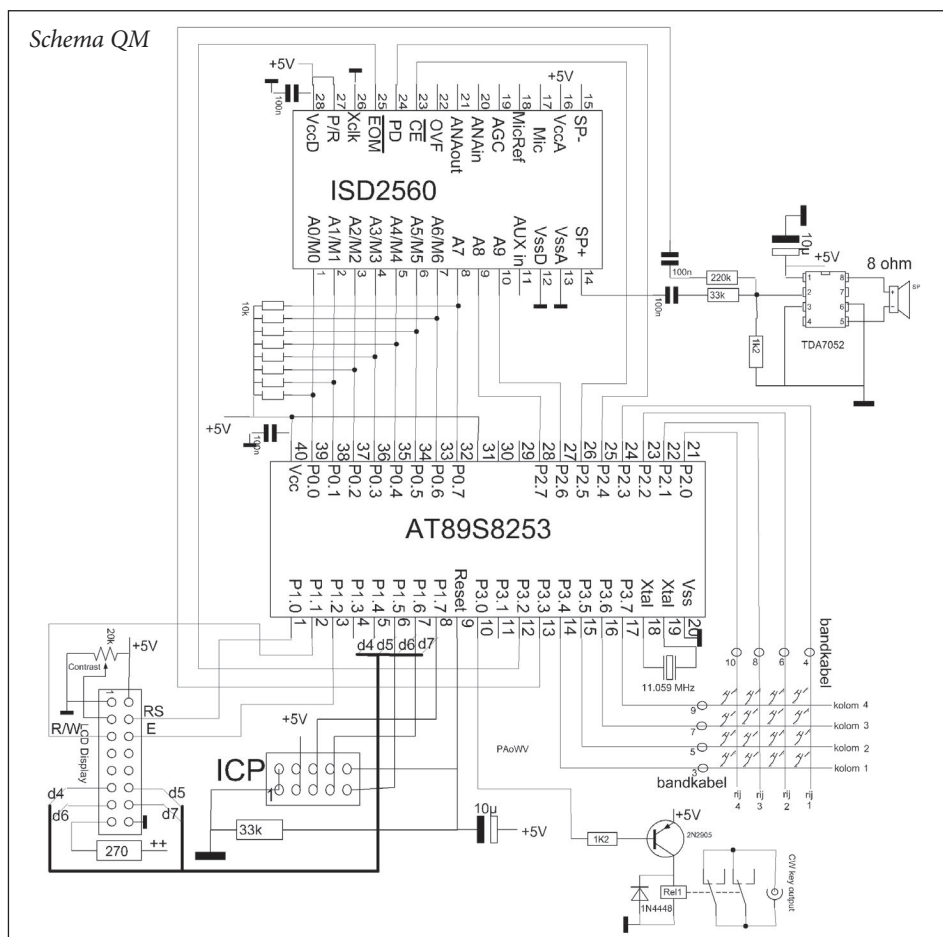 Schema QM
+5V
100n
28 27 26 25 24 23 22 21 20 19 18 17 16 15
VccD P/R Xclk EOM PD CE OVF ANAout ANAin AGC MicRef Mic VccA SP-
+5V
ISD2560
A0/M0 A1/M1 A2/M2 A3/M3 A4/M4 A5/M5 A6/M6 A7 A8 A9 AUX in VssD VssA SP+
1 2 3 4 5 6 7 8 9 10 11 12 13 14
10k
100n
100n
220k
33k
1k2
10µ
+5V
8 ohm
1 2 3 4
8 7 6 5
TDA7052
+
-
SP
+5V
100n
40 39 38 37 36 35 34 33 32 31 30 29 28 27 26 25 24 23 22 21
Vcc P0.0 P0.1 P0.2 P0.3 P0.4 P0.5 P0.6 P0.7 P2.7 P2.6 P2.5 P2.4 P2.3 P2.2 P2.1 P2.0
AT89S8253
P1.0 P1.1 P1.2 P1.3 P1.4 P1.5 P1.6 P1.7 Reset P3.0 P3.1 P3.2 P3.3 P3.4 P3.5 P3.6 P3.7 Xtal Xtal Vss
1 2 3 4 5 6 7 8 9 10 11 12 13 14 15 16 17 18 19 20
d4 d5 d6 d7
11.059 MHz
20k
Contrast
+5V
1
RS
R/W
E
LCD Display
d4
d5
d6
d7
270
++
+5V
ICP
1
33k
10µ
+5V
PAoWV
bandkabel
10 8 6 4
9
kolom 4
7
kolom 3
5
kolom 2
3
kolom 1
bandkabel
rij 4
rij 3
rij 2
rij 1
1K2
+5V
2N2905
1N4448
Rel1
CW key output